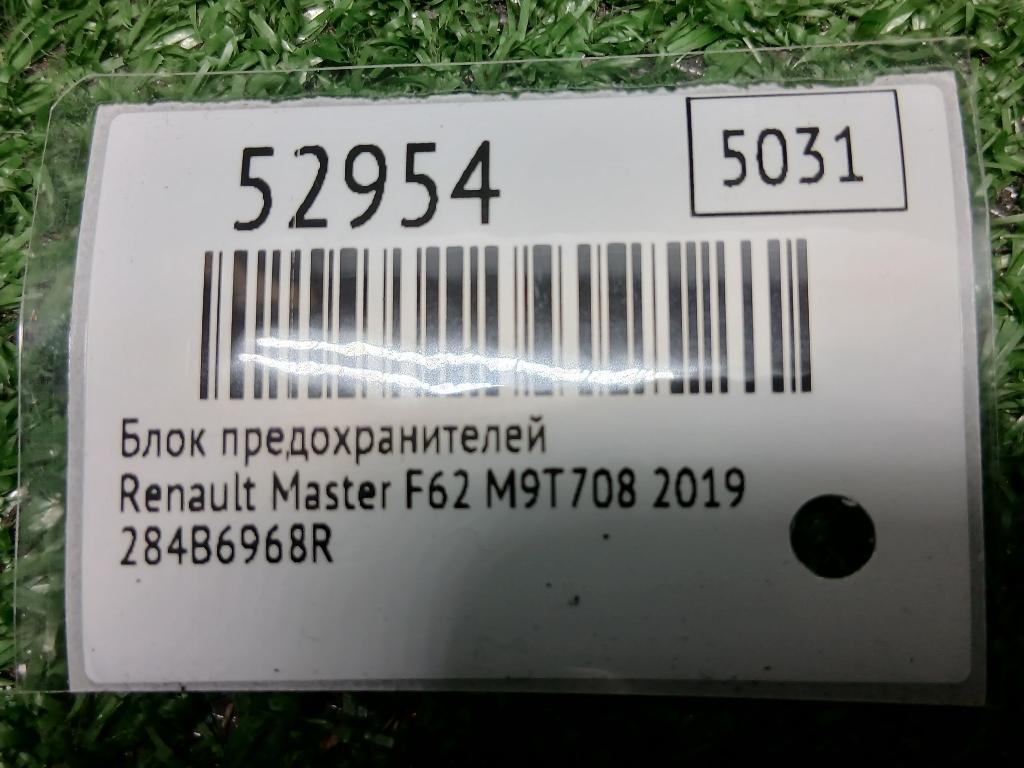 52954
5031
Блок предохранителей
Renault Master F62 M9T708 2019
284B6968R